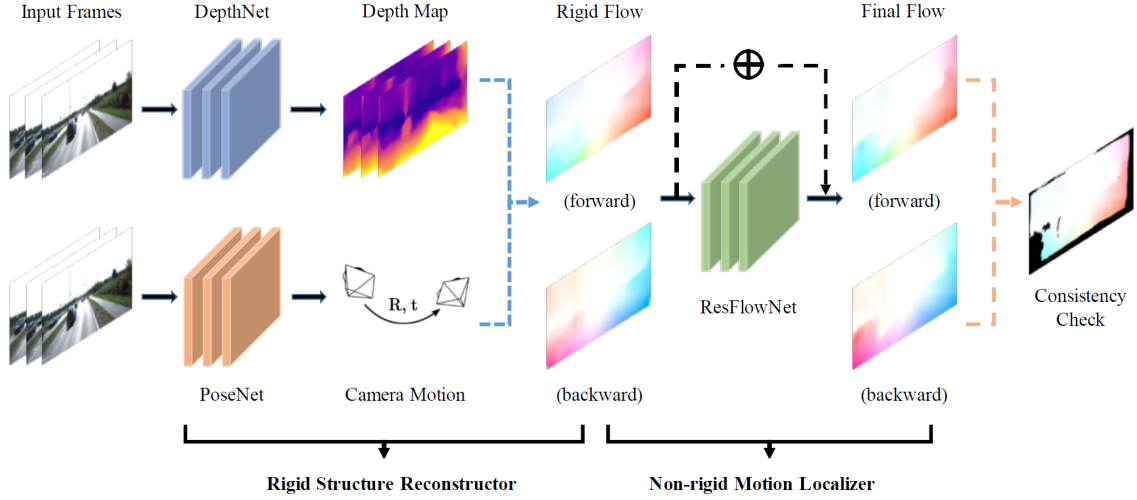 Input Frames
DepthNet
Depth Map
Rigid Flow
Final Flow
(forward)
(forward)
R, t
ResFlowNet
Consistency
Check
PoseNet
Camera Motion
(backward)
(backward)
Rigid Structure Reconstructor
Non-rigid Motion Localizer